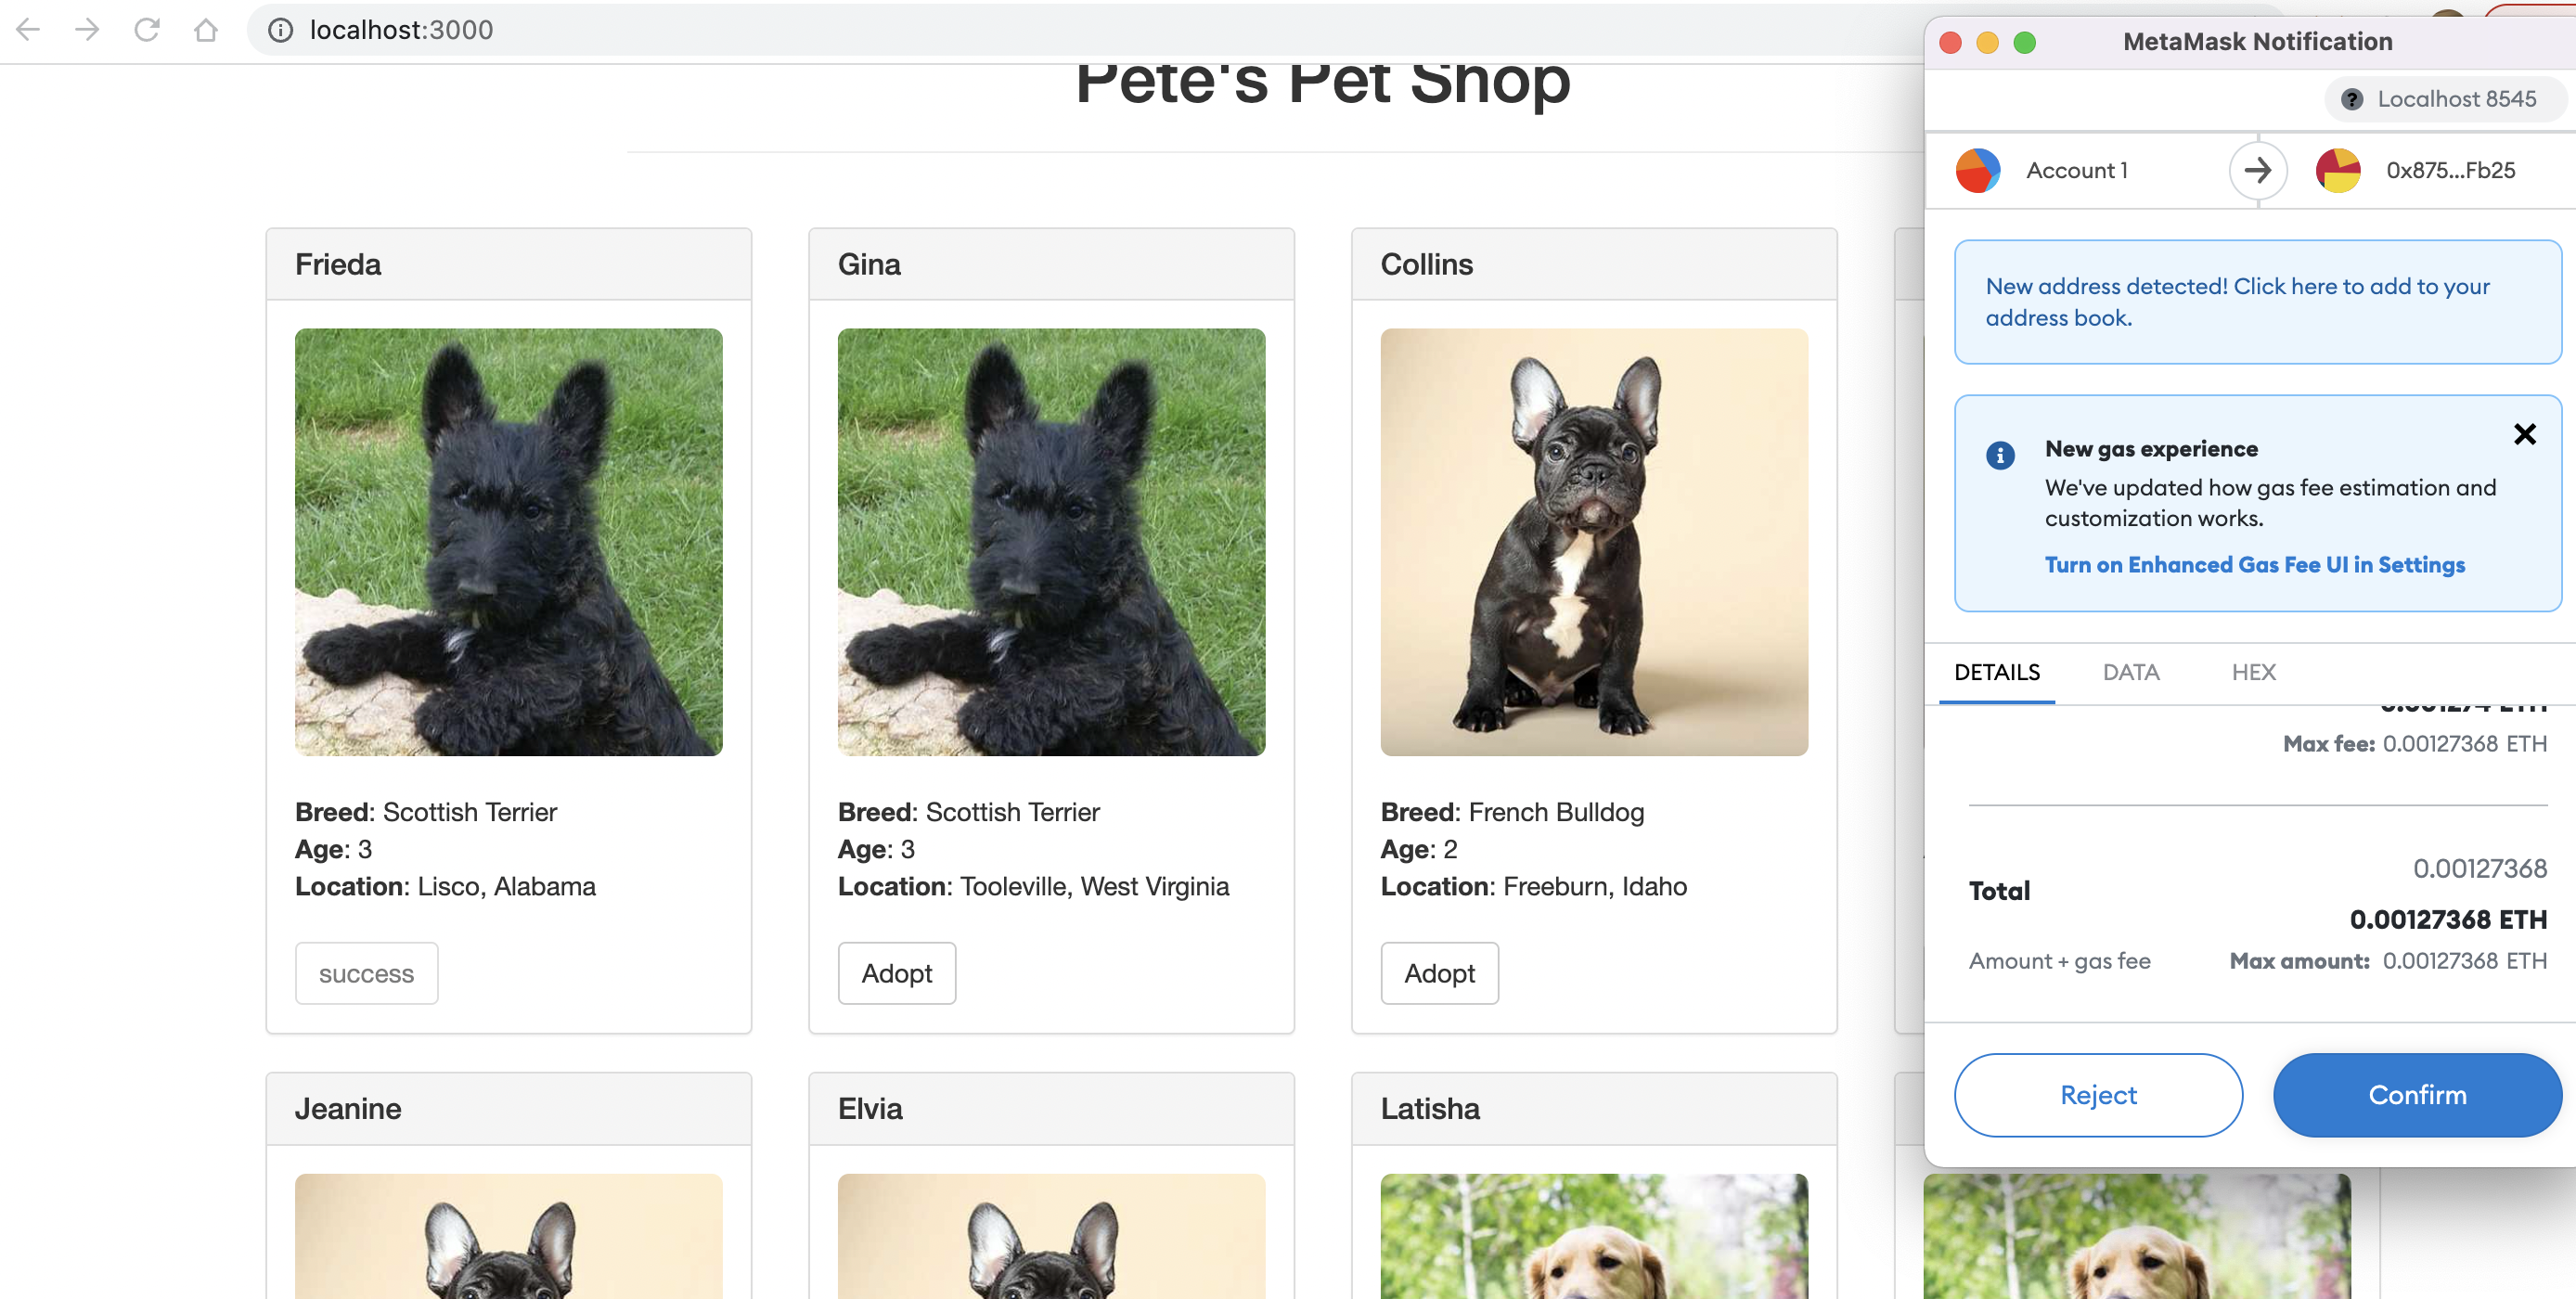 localhost:3000
Pete's Pet Shop
Frieda
Breed: Scottish Terrier
Age: 3
Location: Lisco, Alabama
success
Gina
Breed: Scottish Terrier
Age: 3
Location: Tooleville, West Virginia
Adopt
Collins
Breed: French Bulldog
Age: 2
Location: Freeburn, Idaho
Adopt
Jeanine
Elvia
Latisha
MetaMask Notification
Localhost 8545
Account 1
0x875...Fb25
New address detected! Click here to add to your
address book.
New gas experience
We've updated how gas fee estimation and
customization works.
Turn on Enhanced Gas Fee UI in Settings
DETAILS DATA HEX
Max fee: 0.00127368 ETH
0.00127368
Total
0.00127368 ETH
Amount + gas fee Max amount: 0.00127368 ETH
Reject Confirm